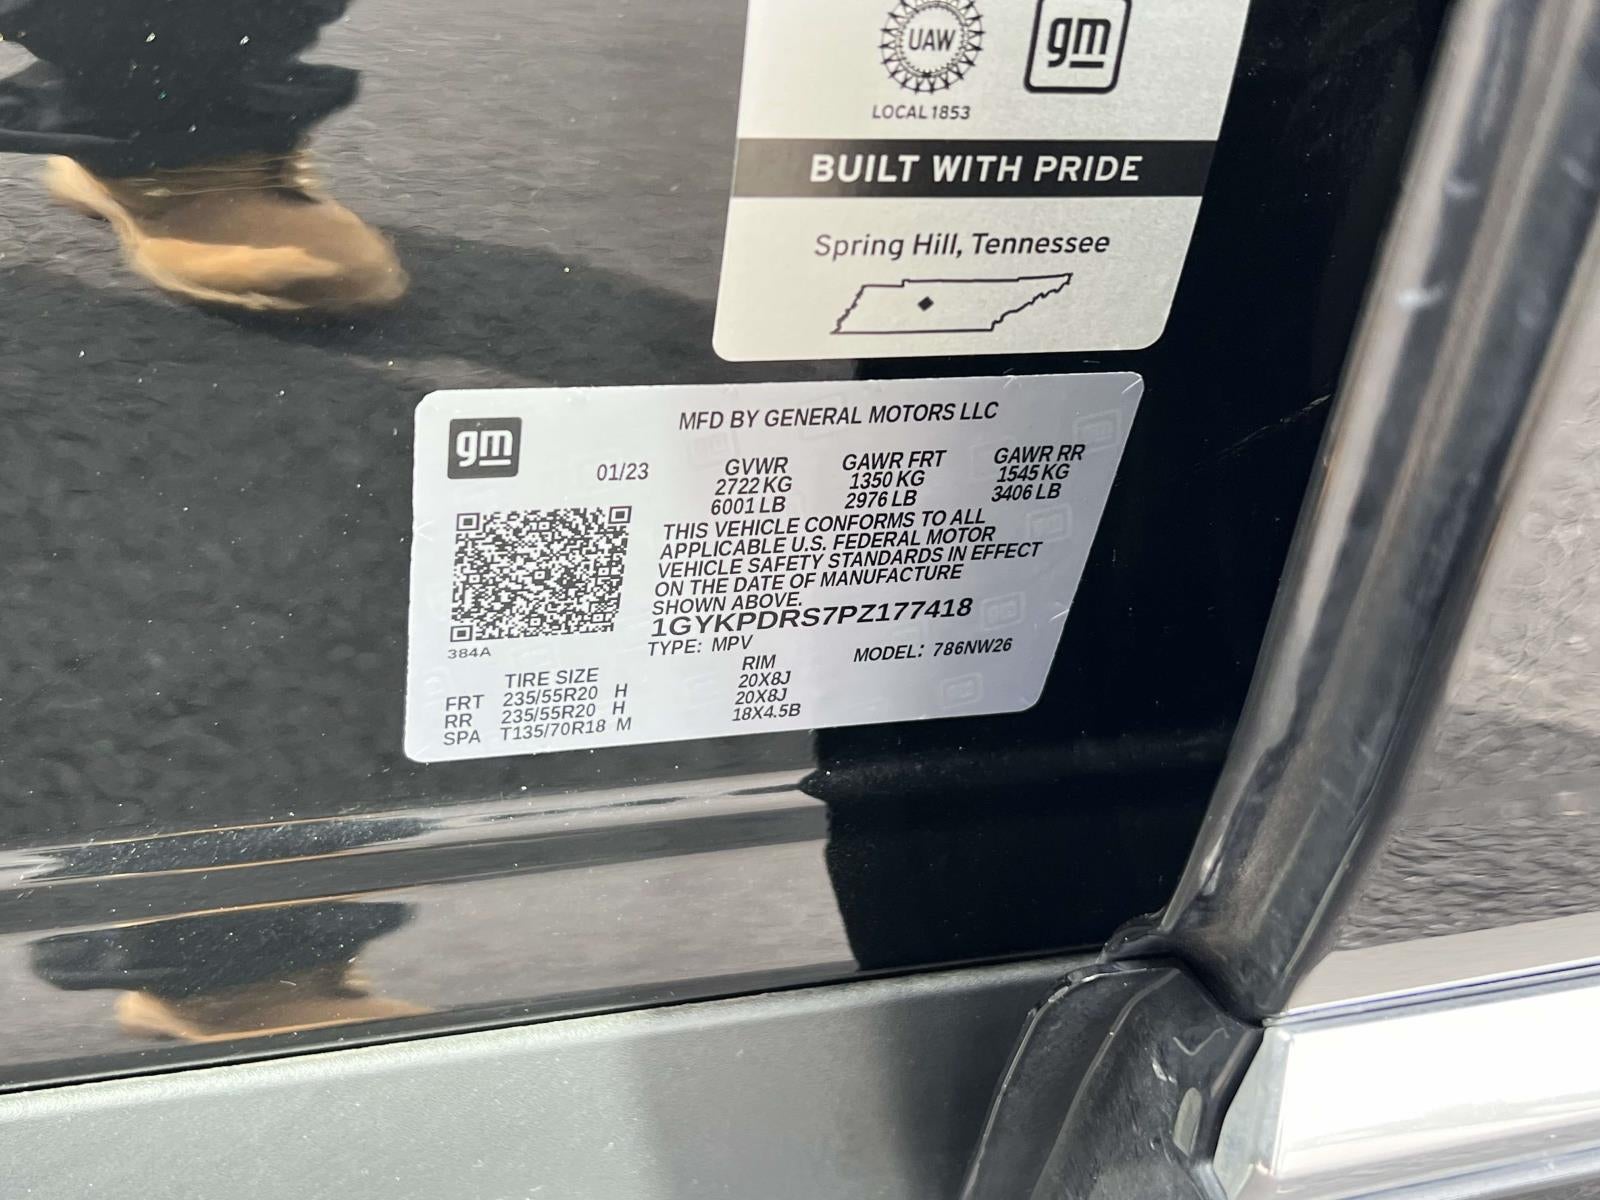 UAW
gm
LOCAL 1853
BUILT WITH PRIDE
Spring Hill, Tennessee
gm
MFD BY GENERAL MOTORS LLC
01/23
GVWR GAWR FRT GAWR RR
2722 KG 1350 KG 1545 KG
6001 LB 2976 LB 3406 LB
THIS VEHICLE CONFORMS TO ALL
APPLICABLE U.S. FEDERAL MOTOR
VEHICLE SAFETY STANDARDS IN EFFECT
ON THE DATE OF MANUFACTURE
SHOWN ABOVE.
1GYKPDRS7PZ177418
384A
TYPE: MPV MODEL: 786NW26
TIRE SIZE RIM
FRT 235/55R20 H 20X8J
RR 235/55R20 H 20X8J
SPA T135/70R18 M 18X4.5B